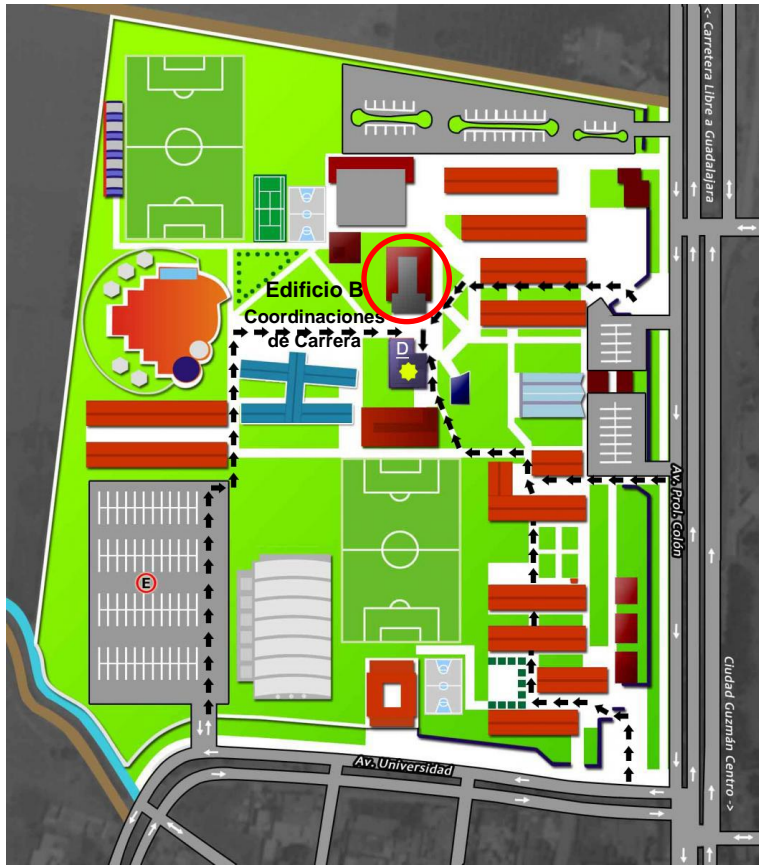 <- Carretera Libre a Guadalajara
Edificio B
Coordinaciones
de Carrera
D
Av. Prol. Colón
E
Ciudad Guzmán Centro ->
Av. Universidad